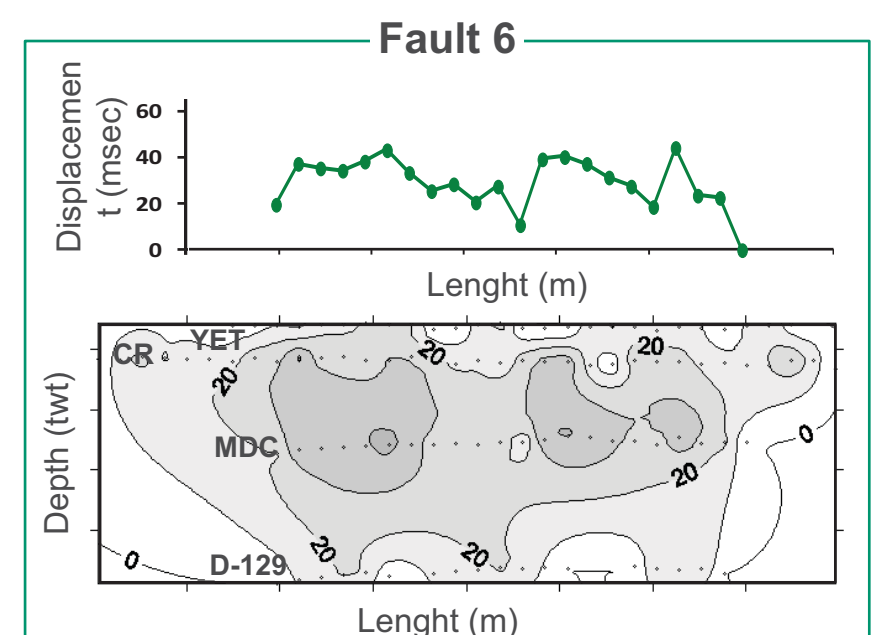 Fault 6
Displacemen
t (msec)
60
40
20
0
Lenght (m)
YET
CR
20
20
20
MDC
0
20
Depth (twt)
20
20
0
D-129
Lenght (m)